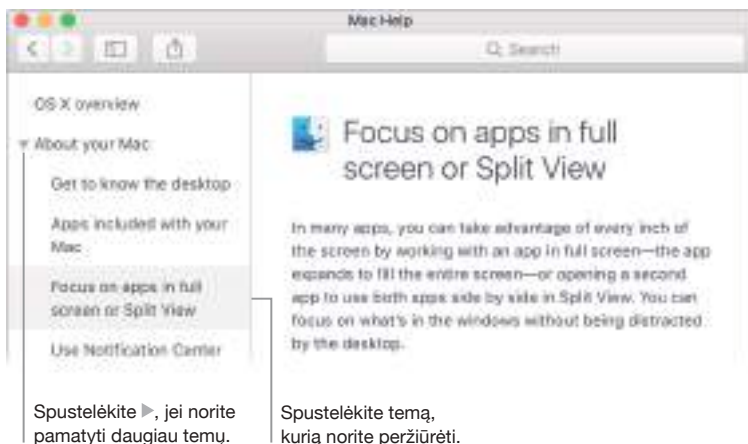 Mac Help
Search
OS X overview
About your Mac
Get to know the desktop
Apps included with your
Mac
Focus on apps in full
screen or Split View
Use Notification Center
Focus on apps in full
screen or Split View
In many apps, you can take advantage of every inch of
the screen by working with an app in full screen—the app
expands to fill the entire screen—or opening a second
app to use both apps side by side in Split View. You can
focus on what's in the windows without being distracted
by the desktop.
Spustelėkite ▶, jei norite
pamatyti daugiau temų.
Spustelėkite temą,
kurią norite peržiūrėti.